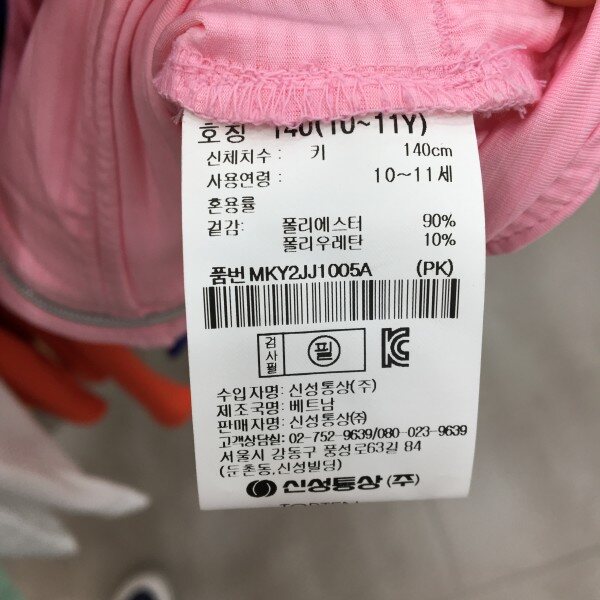 호칭 140(10~11Y)
신체치수 : 키 140cm
사용연령 : 10~11세
혼용률
겉감: 폴리에스터 90%
폴리우레탄 10%
품번 MKY2JJ1005A (PK)
검사필 필 KC
수입자명: 신성통상(주)
제조국명: 베트남
판매자명: 신성통상㈜
고객상담실: 02-752-9639/080-023-9639
서울시 강동구 풍성로63길 84
(둔촌동,신성빌딩)
신성통상(주)